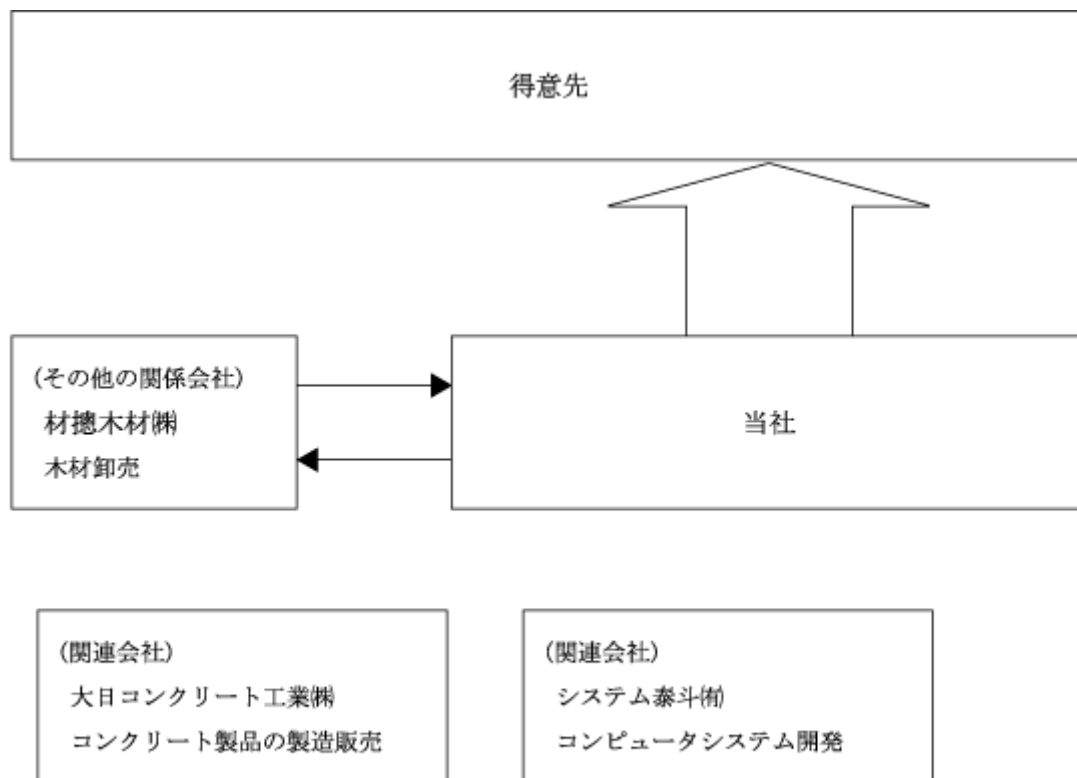 得意先
(その他の関係会社)
材摠木材㈱
木材卸売
当社
(関連会社)
大日コンクリート工業㈱
コンクリート製品の製造販売
(関連会社)
システム泰斗㈲
コンピュータシステム開発